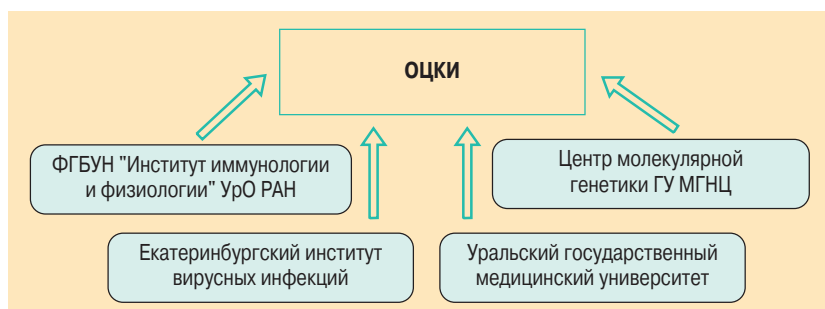 ОЦКИ
ФГБУН "Институт иммунологии
и физиологии" УрО РАН
Центр молекулярной
генетики ГУ МГНЦ
Екатеринбургский институт
вирусных инфекций
Уральский государственный
медицинский университет